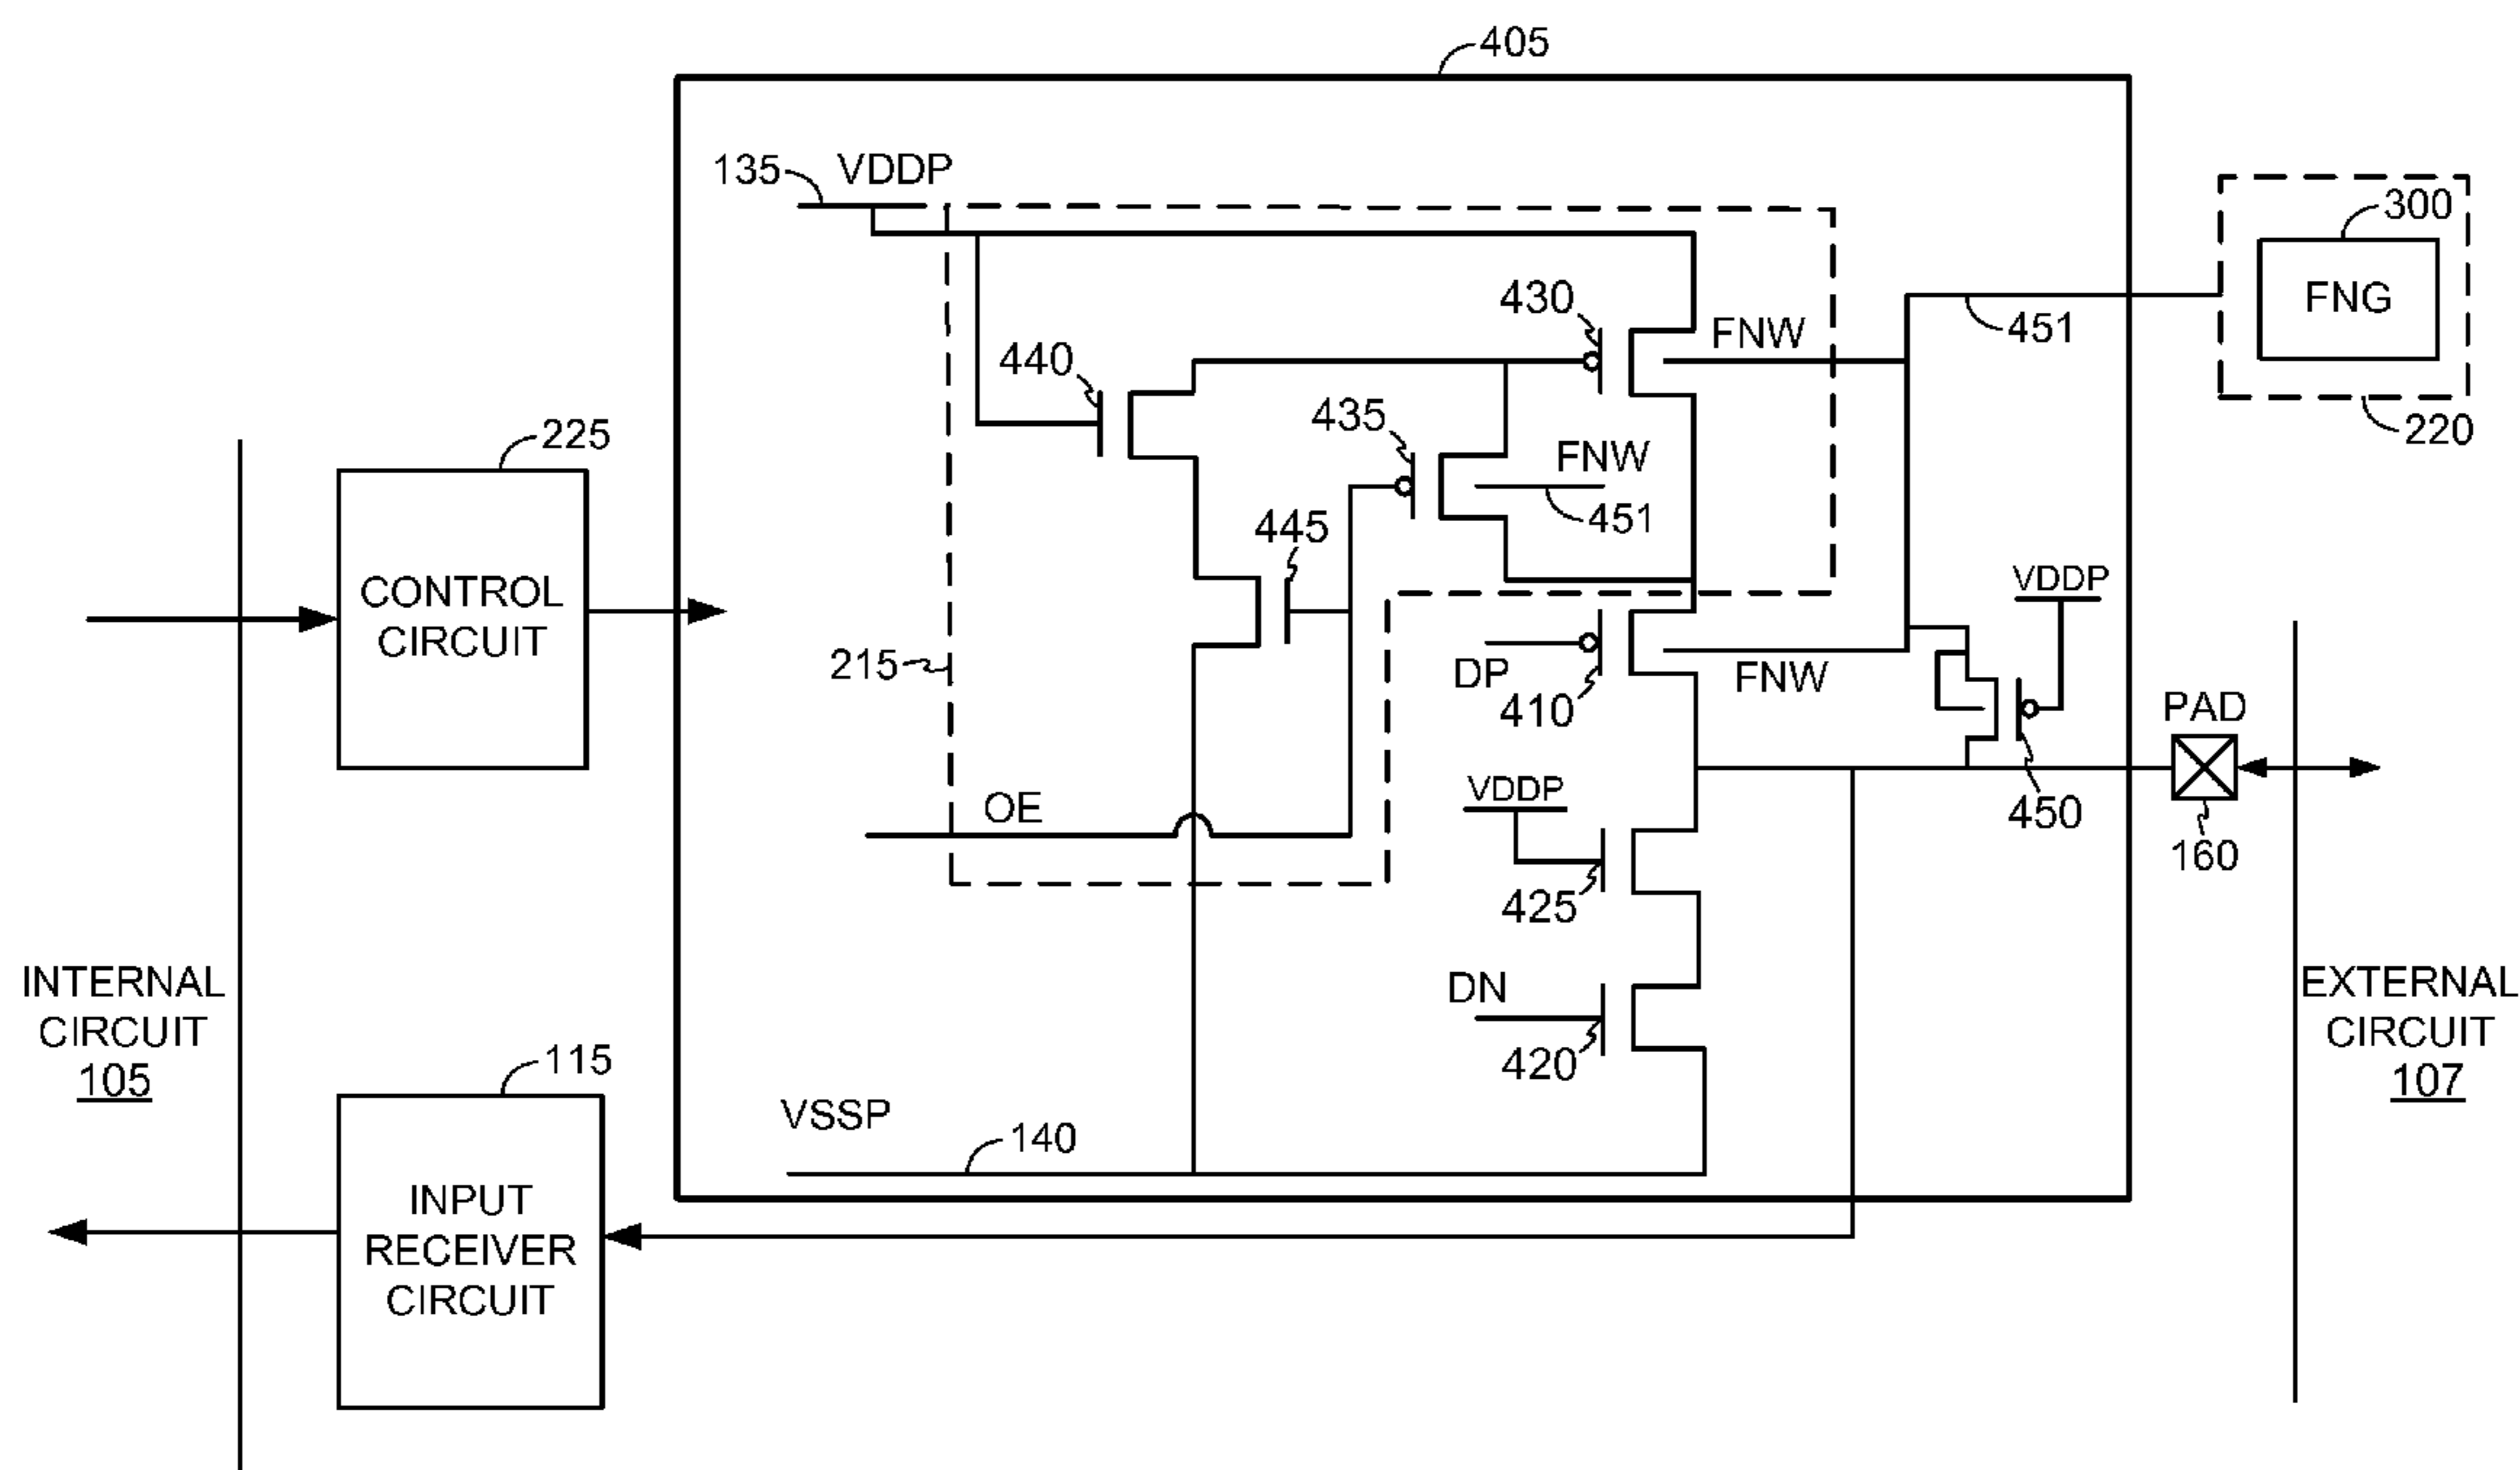 405
135
VDDP
300
FNG
430
FNW
451
440
435
225
FNW
220
451
445
VDDP
CONTROL
CIRCUIT
215
DP
FNW
410
PAD
VDDP
OE
450
160
425
INTERNAL
CIRCUIT
105
DN
EXTERNAL
CIRCUIT
107
420
115
VSSP
140
INPUT
RECEIVER
CIRCUIT